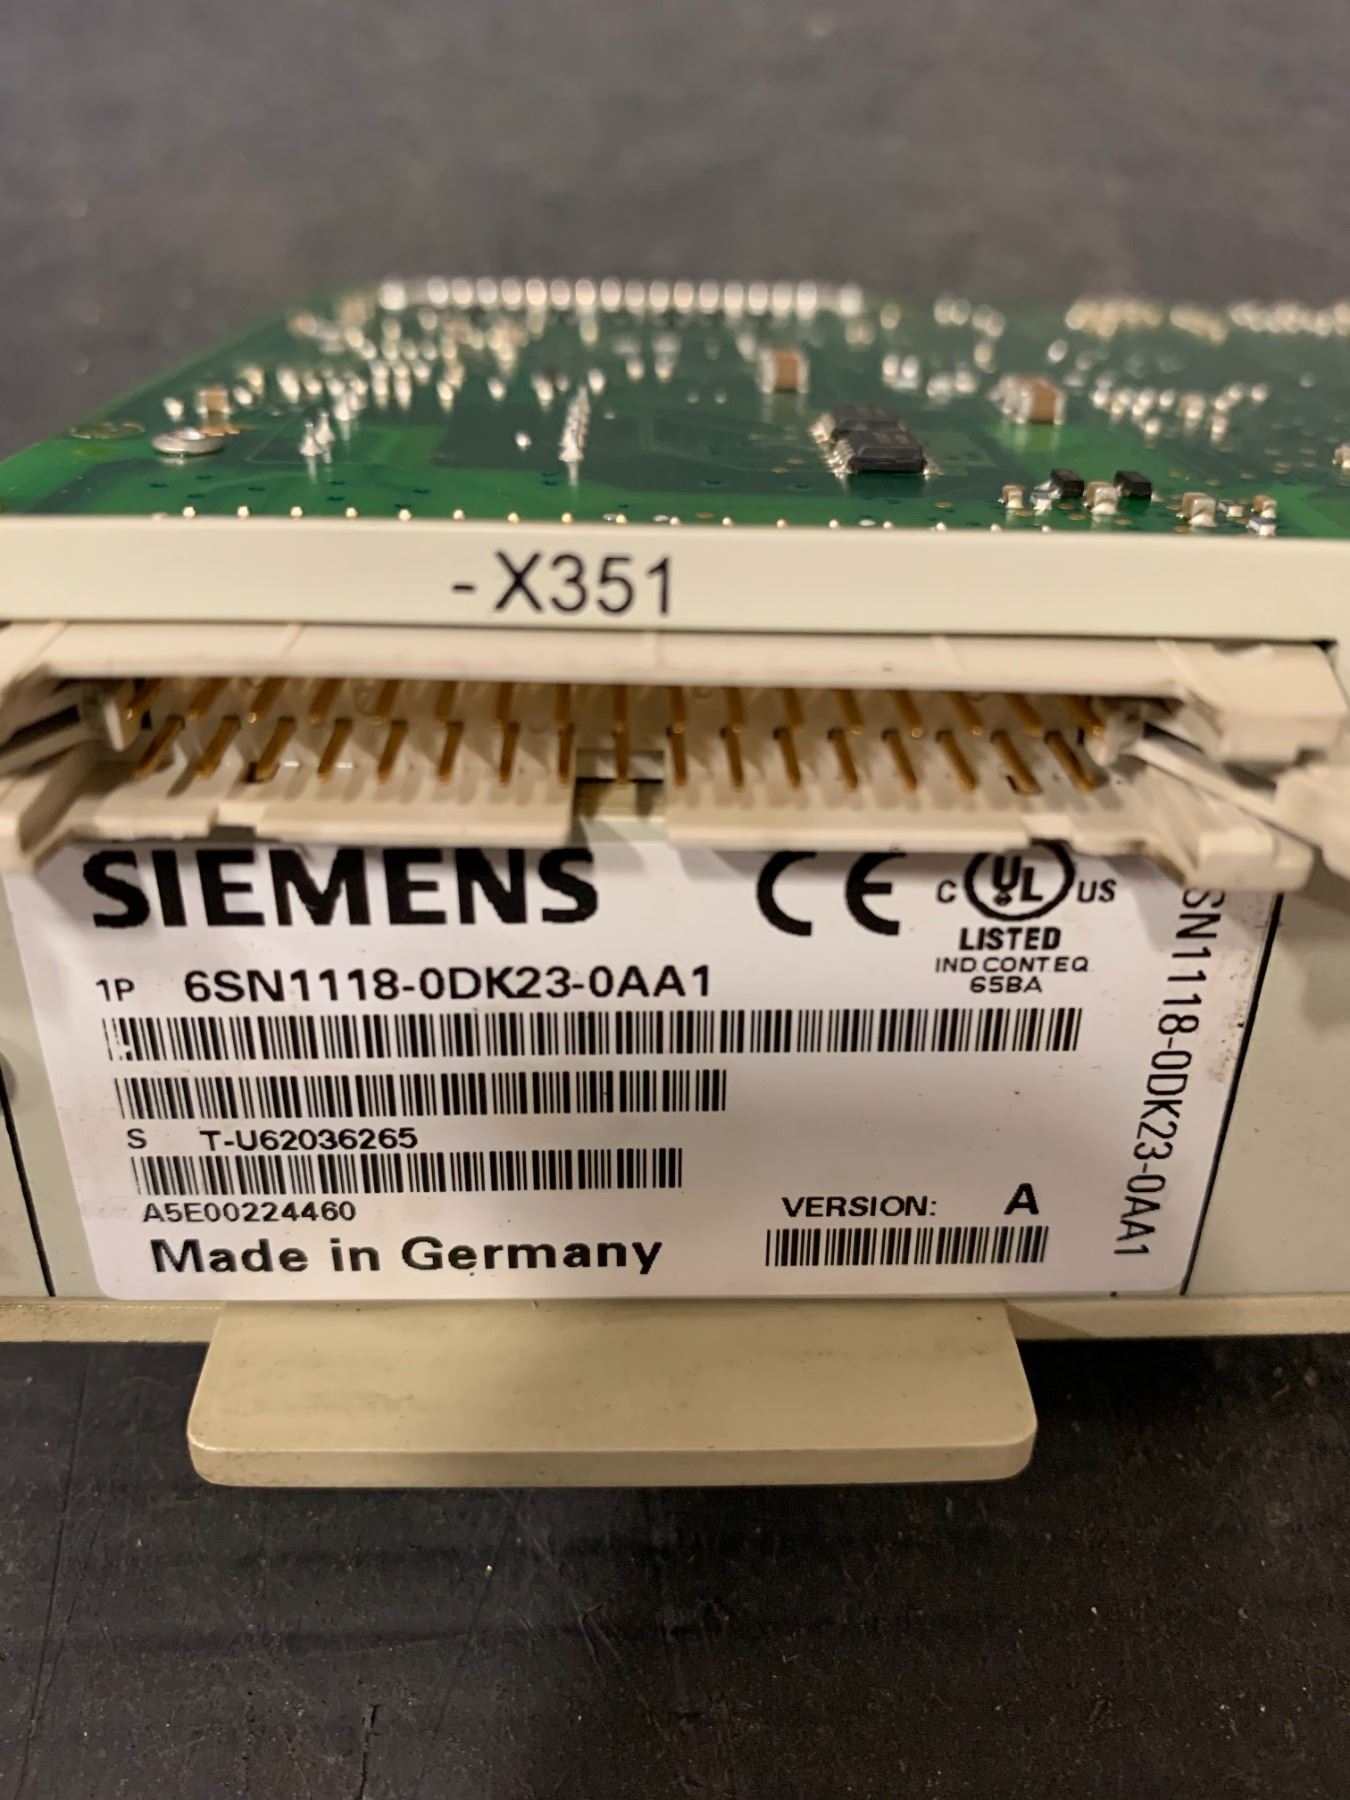 -X351
SIEMENS
CE
C UL US
LISTED
IND.CONT.EQ
65BA
1P 6SN1118-0DK23-0AA1
S T-U62036265
A5E00224460
VERSION: A
Made in Germany
SN1118-0DK23-0AA1